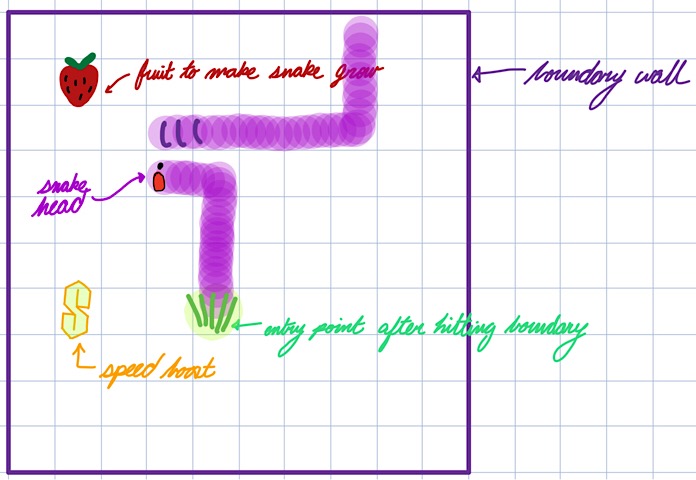 fruit to make snake grow
boundary wall
snake
head
S
entry point after hitting boundary
speed boost